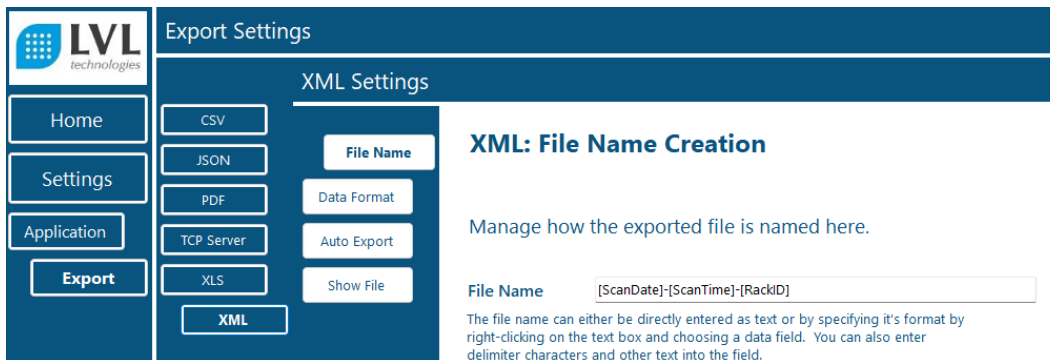 LVL
technologies
Export Settings
XML Settings
Home
Settings
Application
Export
CSV
JSON
PDF
TCP Server
XLS
XML
File Name
Data Format
Auto Export
Show File
XML: File Name Creation
Manage how the exported file is named here.
File Name [ScanDate]-[ScanTime]-[RackID]
The file name can either be directly entered as text or by specifying it's format by
right-clicking on the text box and choosing a data field. You can also enter
delimiter characters and other text into the field.